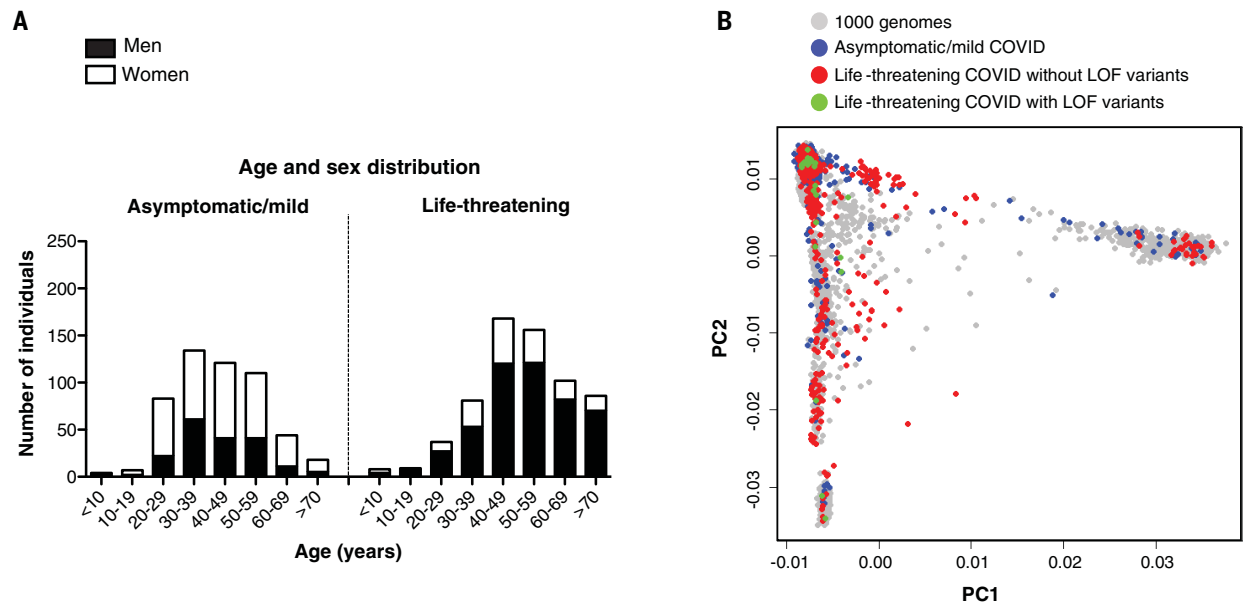 A
Men
Women
Age and sex distribution
Asymptomatic/mild
Life-threatening
Number of individuals
250
200
150
100
50
0
<10
10-19
20-29
30-39
40-49
50-59
60-69
>70
<10
10-19
20-29
30-39
40-49
50-59
60-69
>70
Age (years)
B
1000 genomes
Asymptomatic/mild COVID
Life-threatening COVID without LOF variants
Life-threatening COVID with LOF variants
PC2
0.01
0.00
-0.01
-0.02
-0.03
-0.01
0.00
0.01
0.02
0.03
PC1